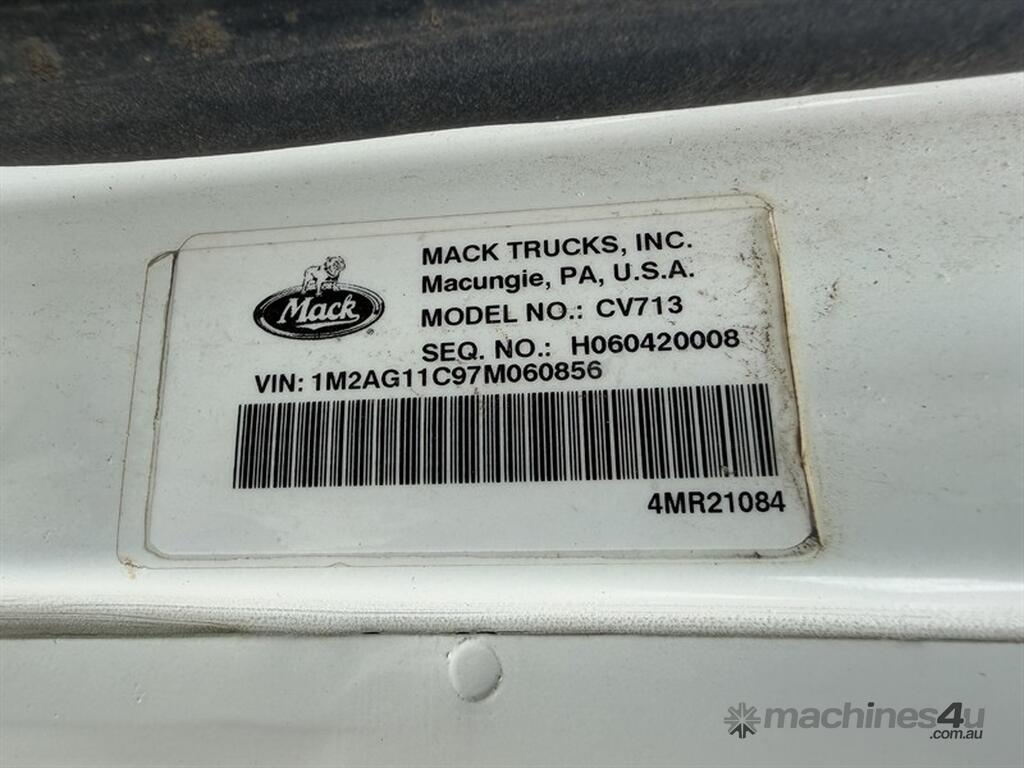 MACK TRUCKS, INC.
Macungie, PA, U.S.A.
Mack
MODEL NO.: CV713
SEQ. NO.: H060420008
VIN: 1M2AG11C97M060856
4MR21084
machines4u
.com.au